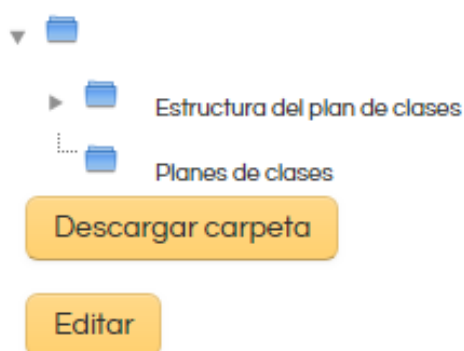 Estructura del plan de clases
Planes de clases
Descargar carpeta
Editar